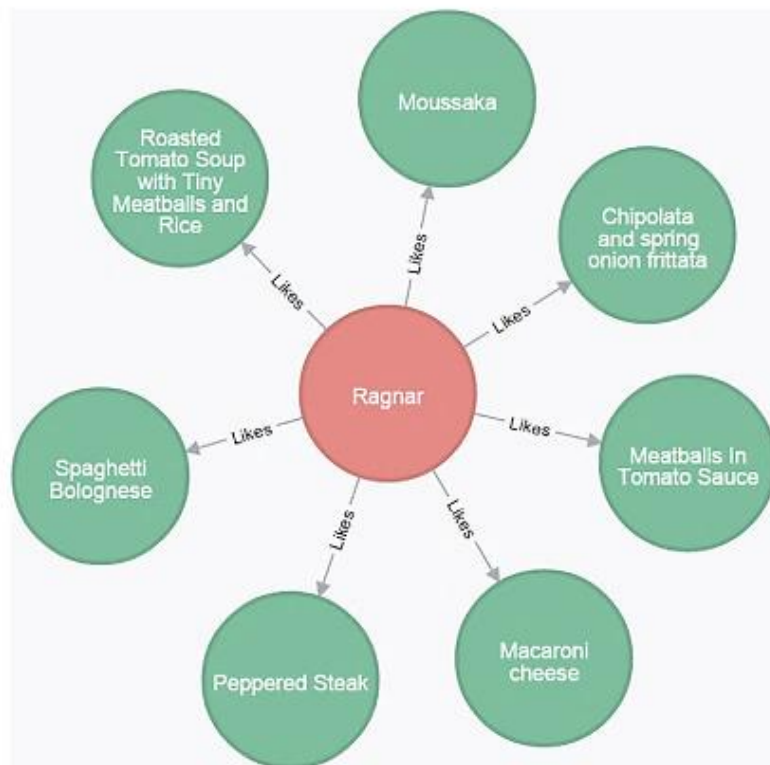 Moussaka
Roasted
Tomato Soup
with Tiny
Meatballs and
Rice
Chipolata
and spring
onion frittata
Likes
Likes
Likes
Ragnar
Likes
Likes
Meatballs In
Tomato Sauce
Spaghetti
Bolognese
Likes
Likes
Peppered Steak
Macaroni
cheese